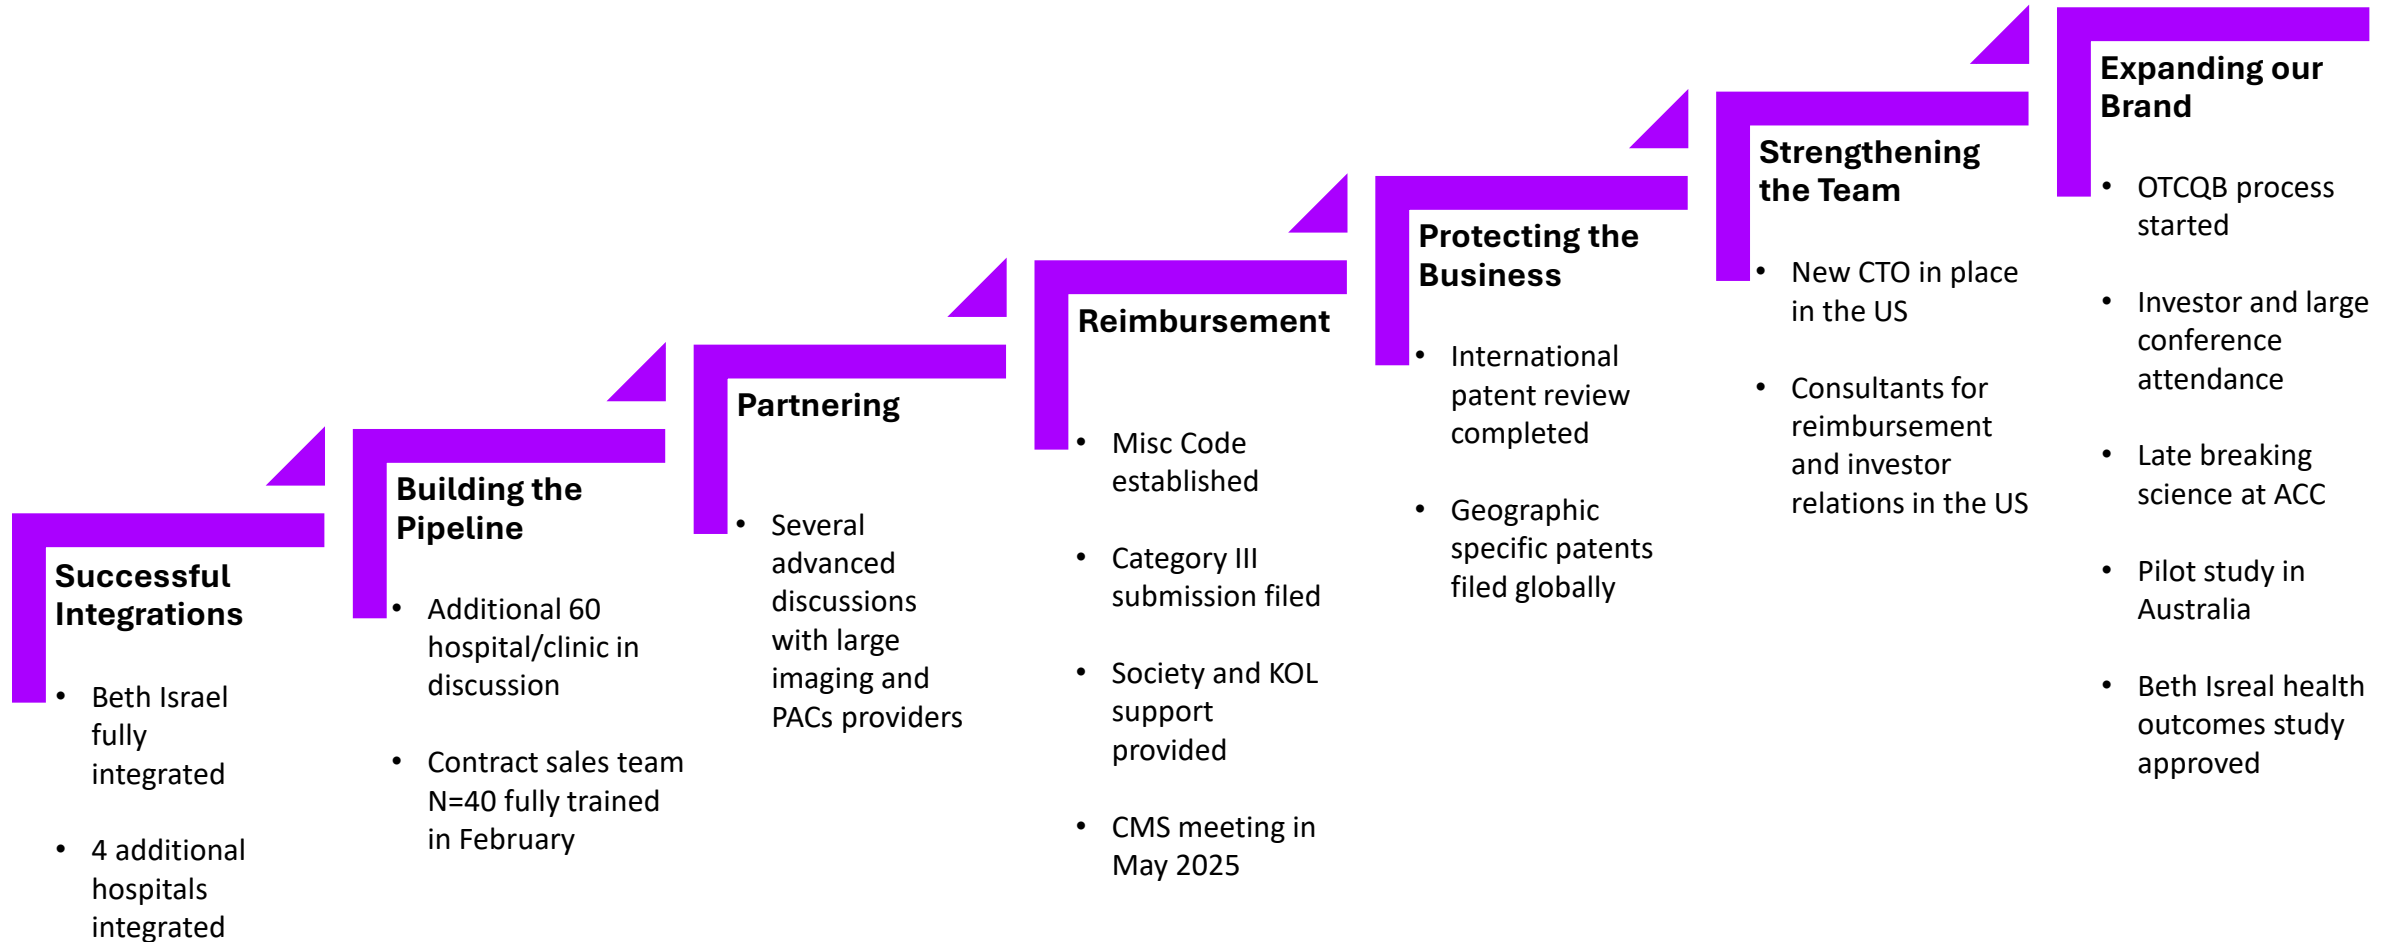 Successful
Integrations
• Beth Israel
fully
integrated
• 4 additional
hospitals
integrated
Building the
Pipeline
• Additional 60
hospital/clinic in
discussion
• Contract sales team
N=40 fully trained
in February
Partnering
• Several
advanced
discussions
with large
imaging and
PACs providers
Reimbursement
• Misc Code
established
• Category III
submission filed
• Society and KOL
support
provided
• CMS meeting in
May 2025
Protecting the
Business
• International
patent review
completed
• Geographic
specific patents
filed globally
Strengthening
the Team
• New CTO in place
in the US
• Consultants for
reimbursement
and investor
relations in the US
Expanding our
Brand
• OTCQB process
started
• Investor and large
conference
attendance
• Late breaking
science at ACC
• Pilot study in
Australia
• Beth Isreal health
outcomes study
approved